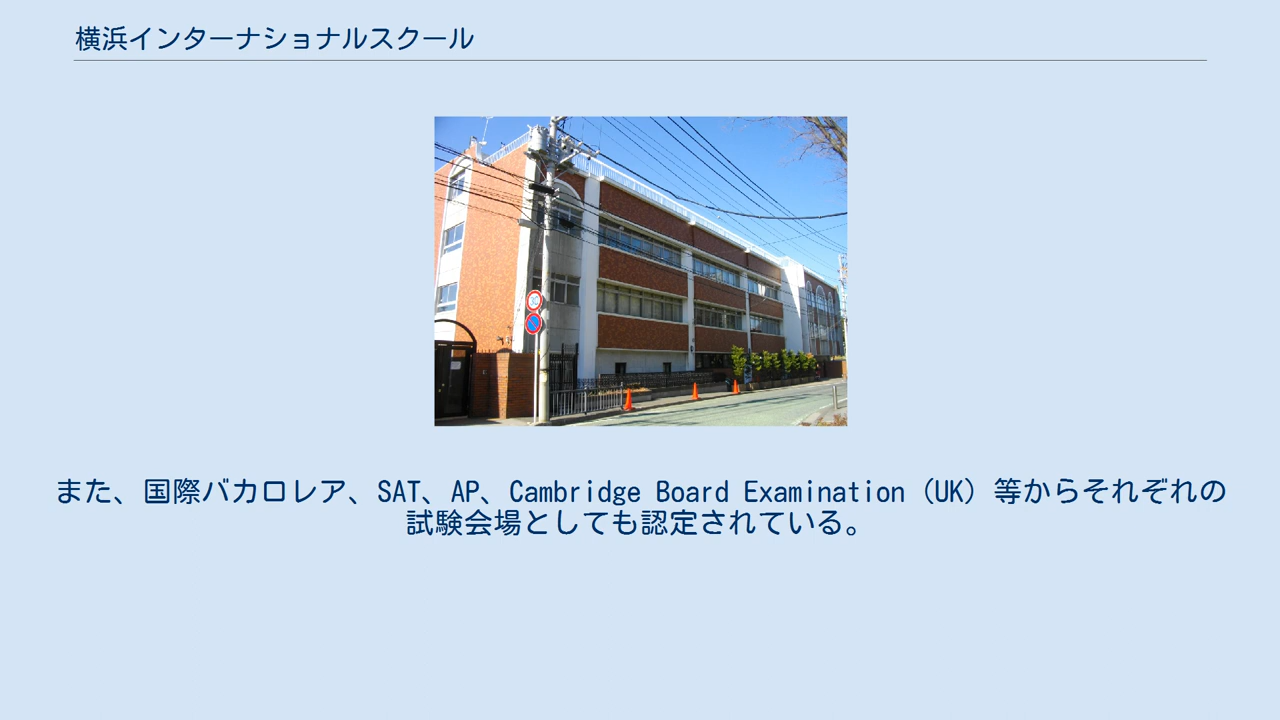 横浜インターナショナルスクール
また、国際バカロレア、SAT、AP、Cambridge Board Examination (UK) 等からそれぞれの
試験会場としても認定されている。